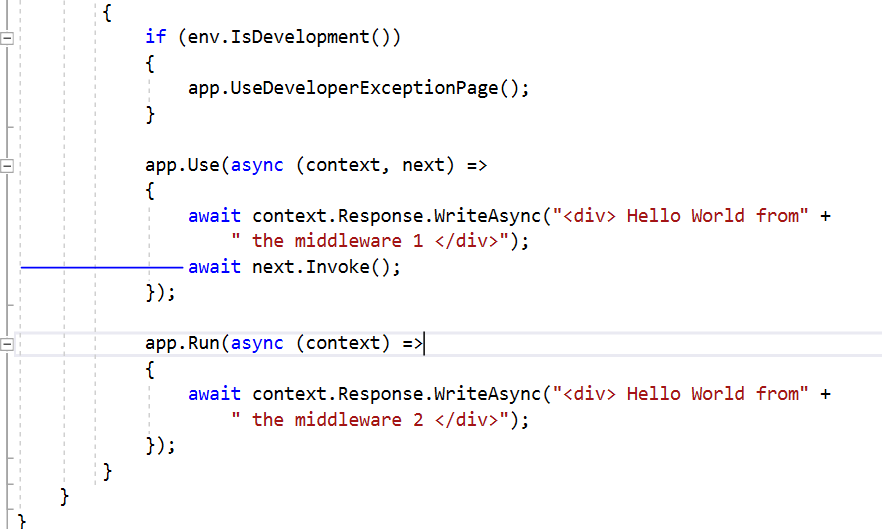 {
if (env.IsDevelopment())
{
app.UseDeveloperExceptionPage();
}
app.Use(async (context, next) =>
{
await context.Response.WriteAsync("<div> Hello World from" +
" the middleware 1 </div>");
await next.Invoke();
});
app.Run(async (context) =>
{
await context.Response.WriteAsync("<div> Hello World from" +
" the middleware 2 </div>");
});
}
}
}